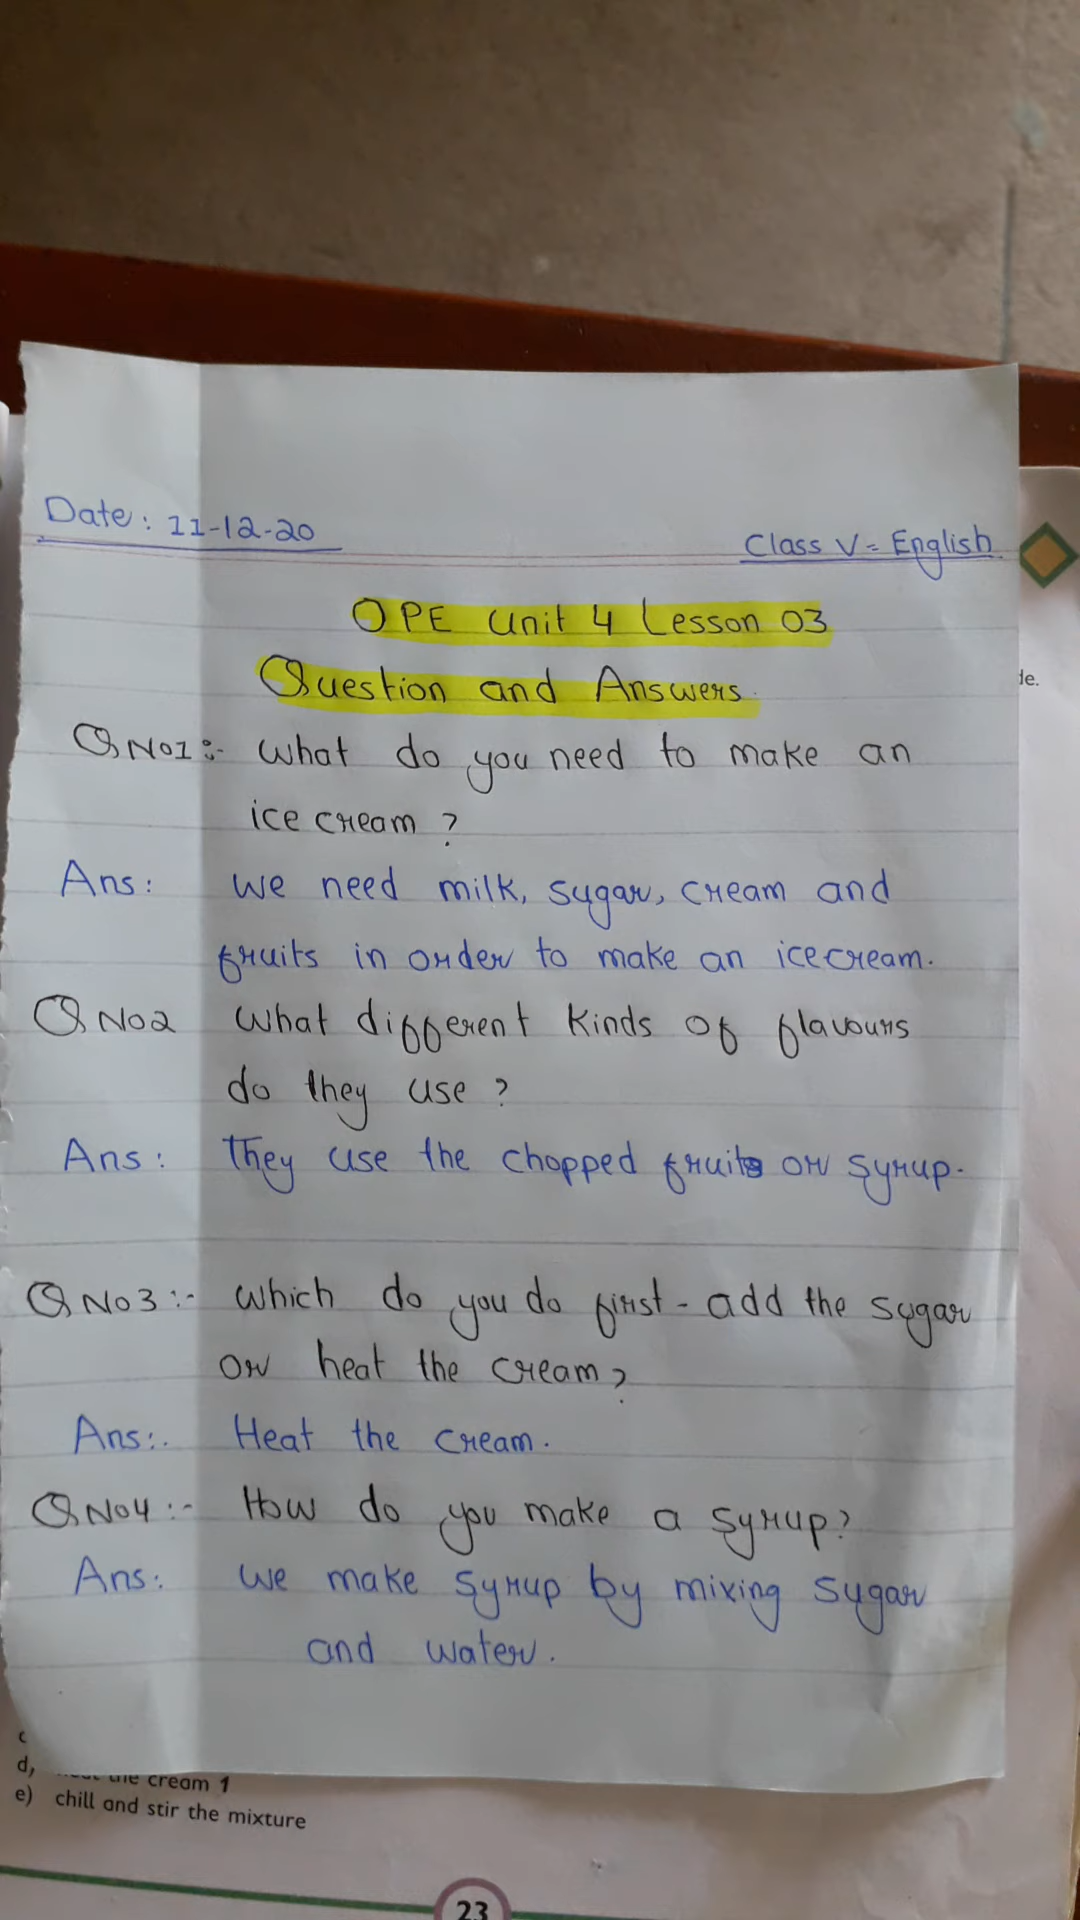 Date: 11-12-20
Class V = English
OPE Unit 4 Lesson 03
Question and Answers.
Q No1:- What do you need to make an
ice cream?
Ans: We need milk, sugar, cream and
fruits in order to make an icecream.
Q No2 What different kinds of flavours
do they use?
Ans: They use the chopped fruits or syrup.
Q No3:- Which do you do first - add the sugar
or heat the cream?
Ans:. Heat the cream.
Q No4:- How do you make a syrup?
Ans: We make syrup by mixing sugar
and water.
de.
c
d, the cream 1
e) chill and stir the mixture
23